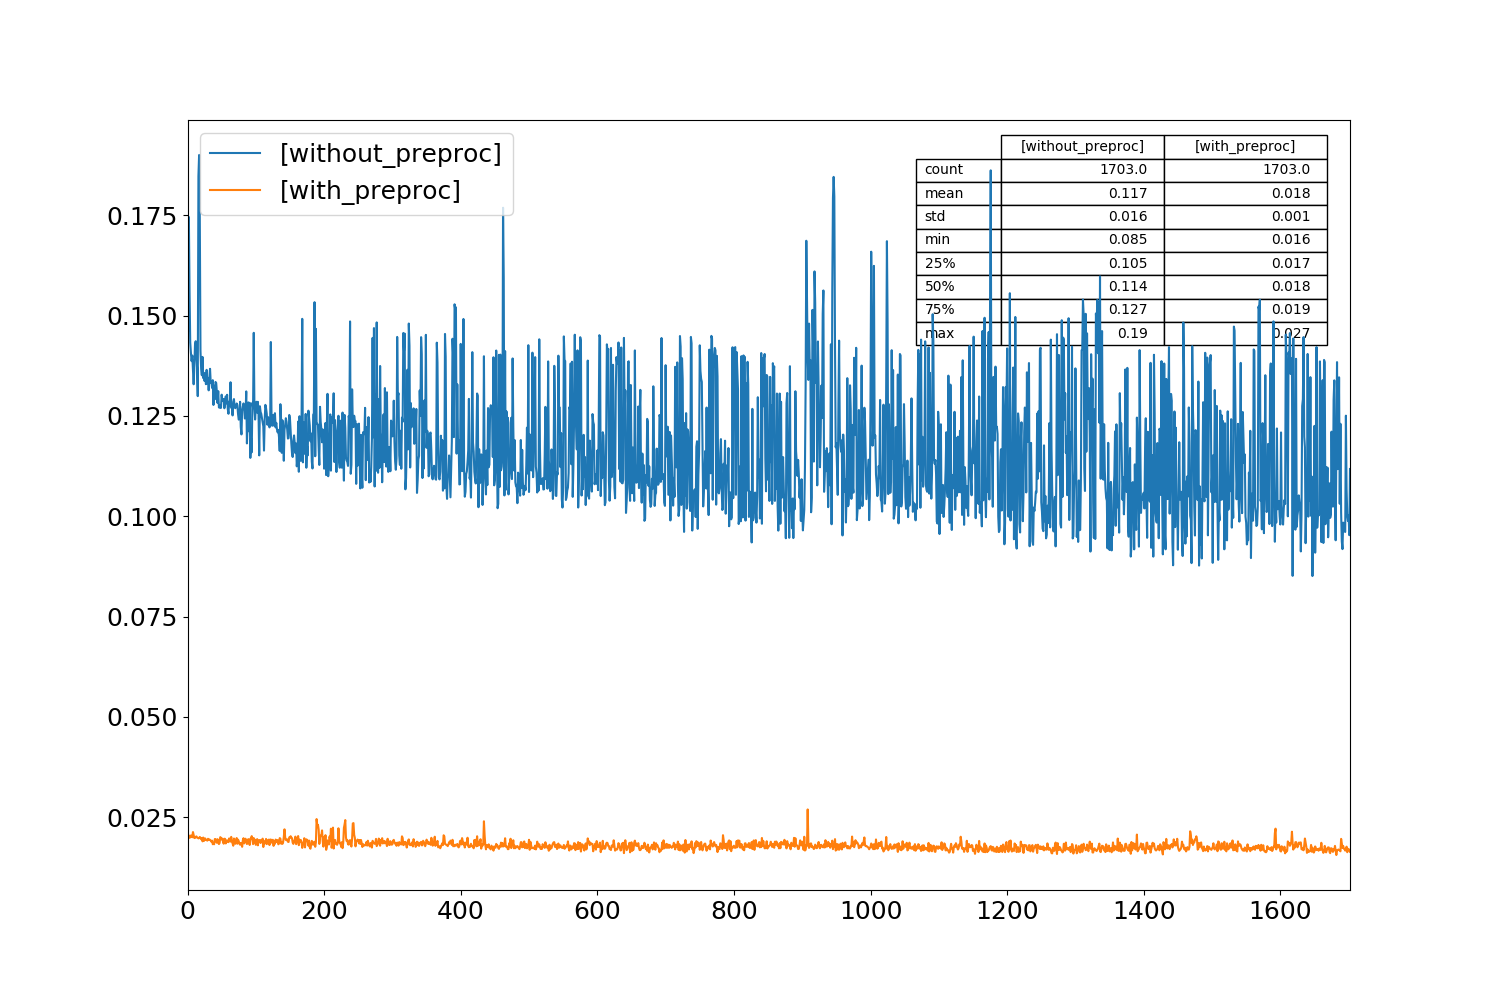 [without_preproc]
[with_preproc]
[without_preproc] [with_preproc]
count 1703.0 1703.0
mean 0.117 0.018
std 0.016 0.001
min 0.085 0.016
25% 0.105 0.017
50% 0.114 0.018
75% 0.127 0.019
max 0.19 0.027
0.175
0.150
0.125
0.100
0.075
0.050
0.025
0 200 400 600 800 1000 1200 1400 1600